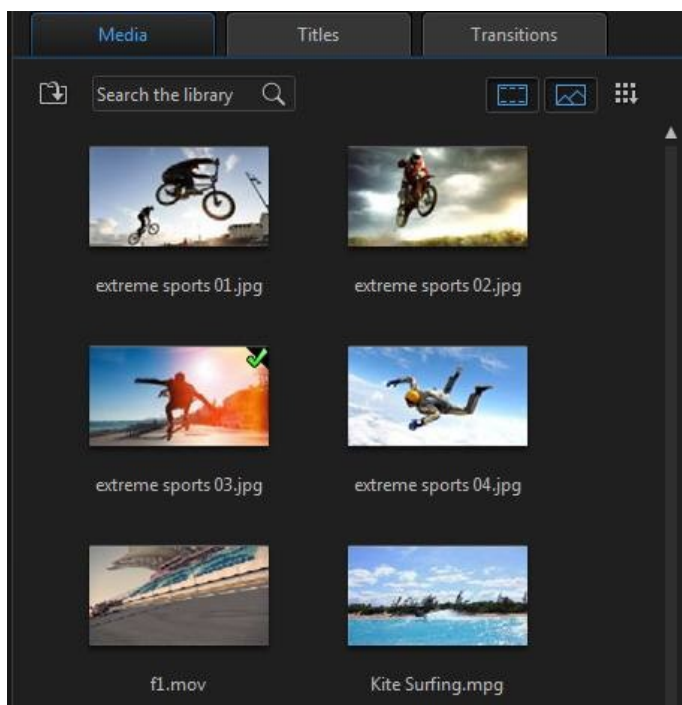 Media Titles Transitions
Search the library
extreme sports 01.jpg extreme sports 02.jpg
extreme sports 03.jpg extreme sports 04.jpg
f1.mov Kite Surfing.mpg